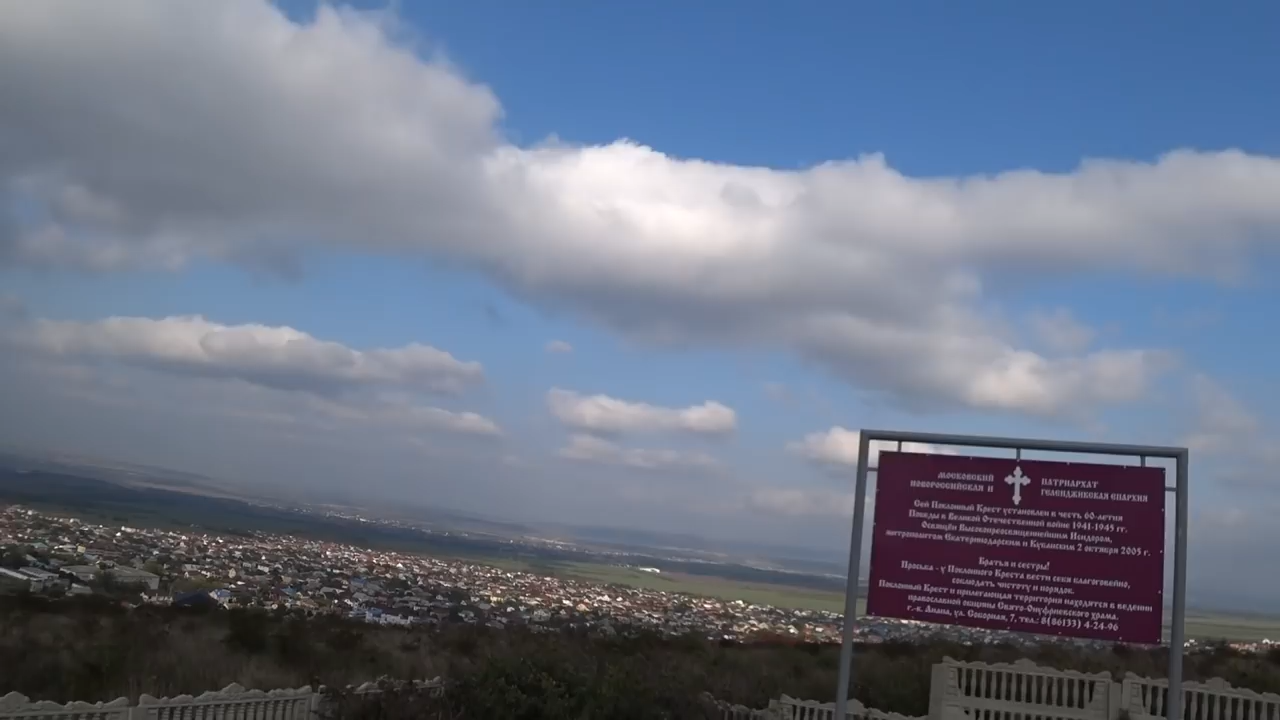 МОСКОВСКИЙ ПАТРИАРХАТ
НОВОРОССИЙСКАЯ И ГЕЛЕНДЖИКСКАЯ ЕПАРХИЯ
Сей Поклонный Крест установлен в честь 60-летия
Победы в Великой Отечественной войне 1941-1945 гг.
Освящён Высокопреосвященнейшим Исидором,
митрополитом Екатеринодарским и Кубанским 2 октября 2005 г.
Братья и сестры!
Просьба - у Поклонного Креста вести себя благоговейно,
соблюдать чистоту и порядок.
Поклонный Крест и прилегающая территория находится в ведении
православной общины Свято-Онуфриевского храма.
г.-к. Анапа, ул. Соборная, 7, тел.: 8(86133) 4-24-96